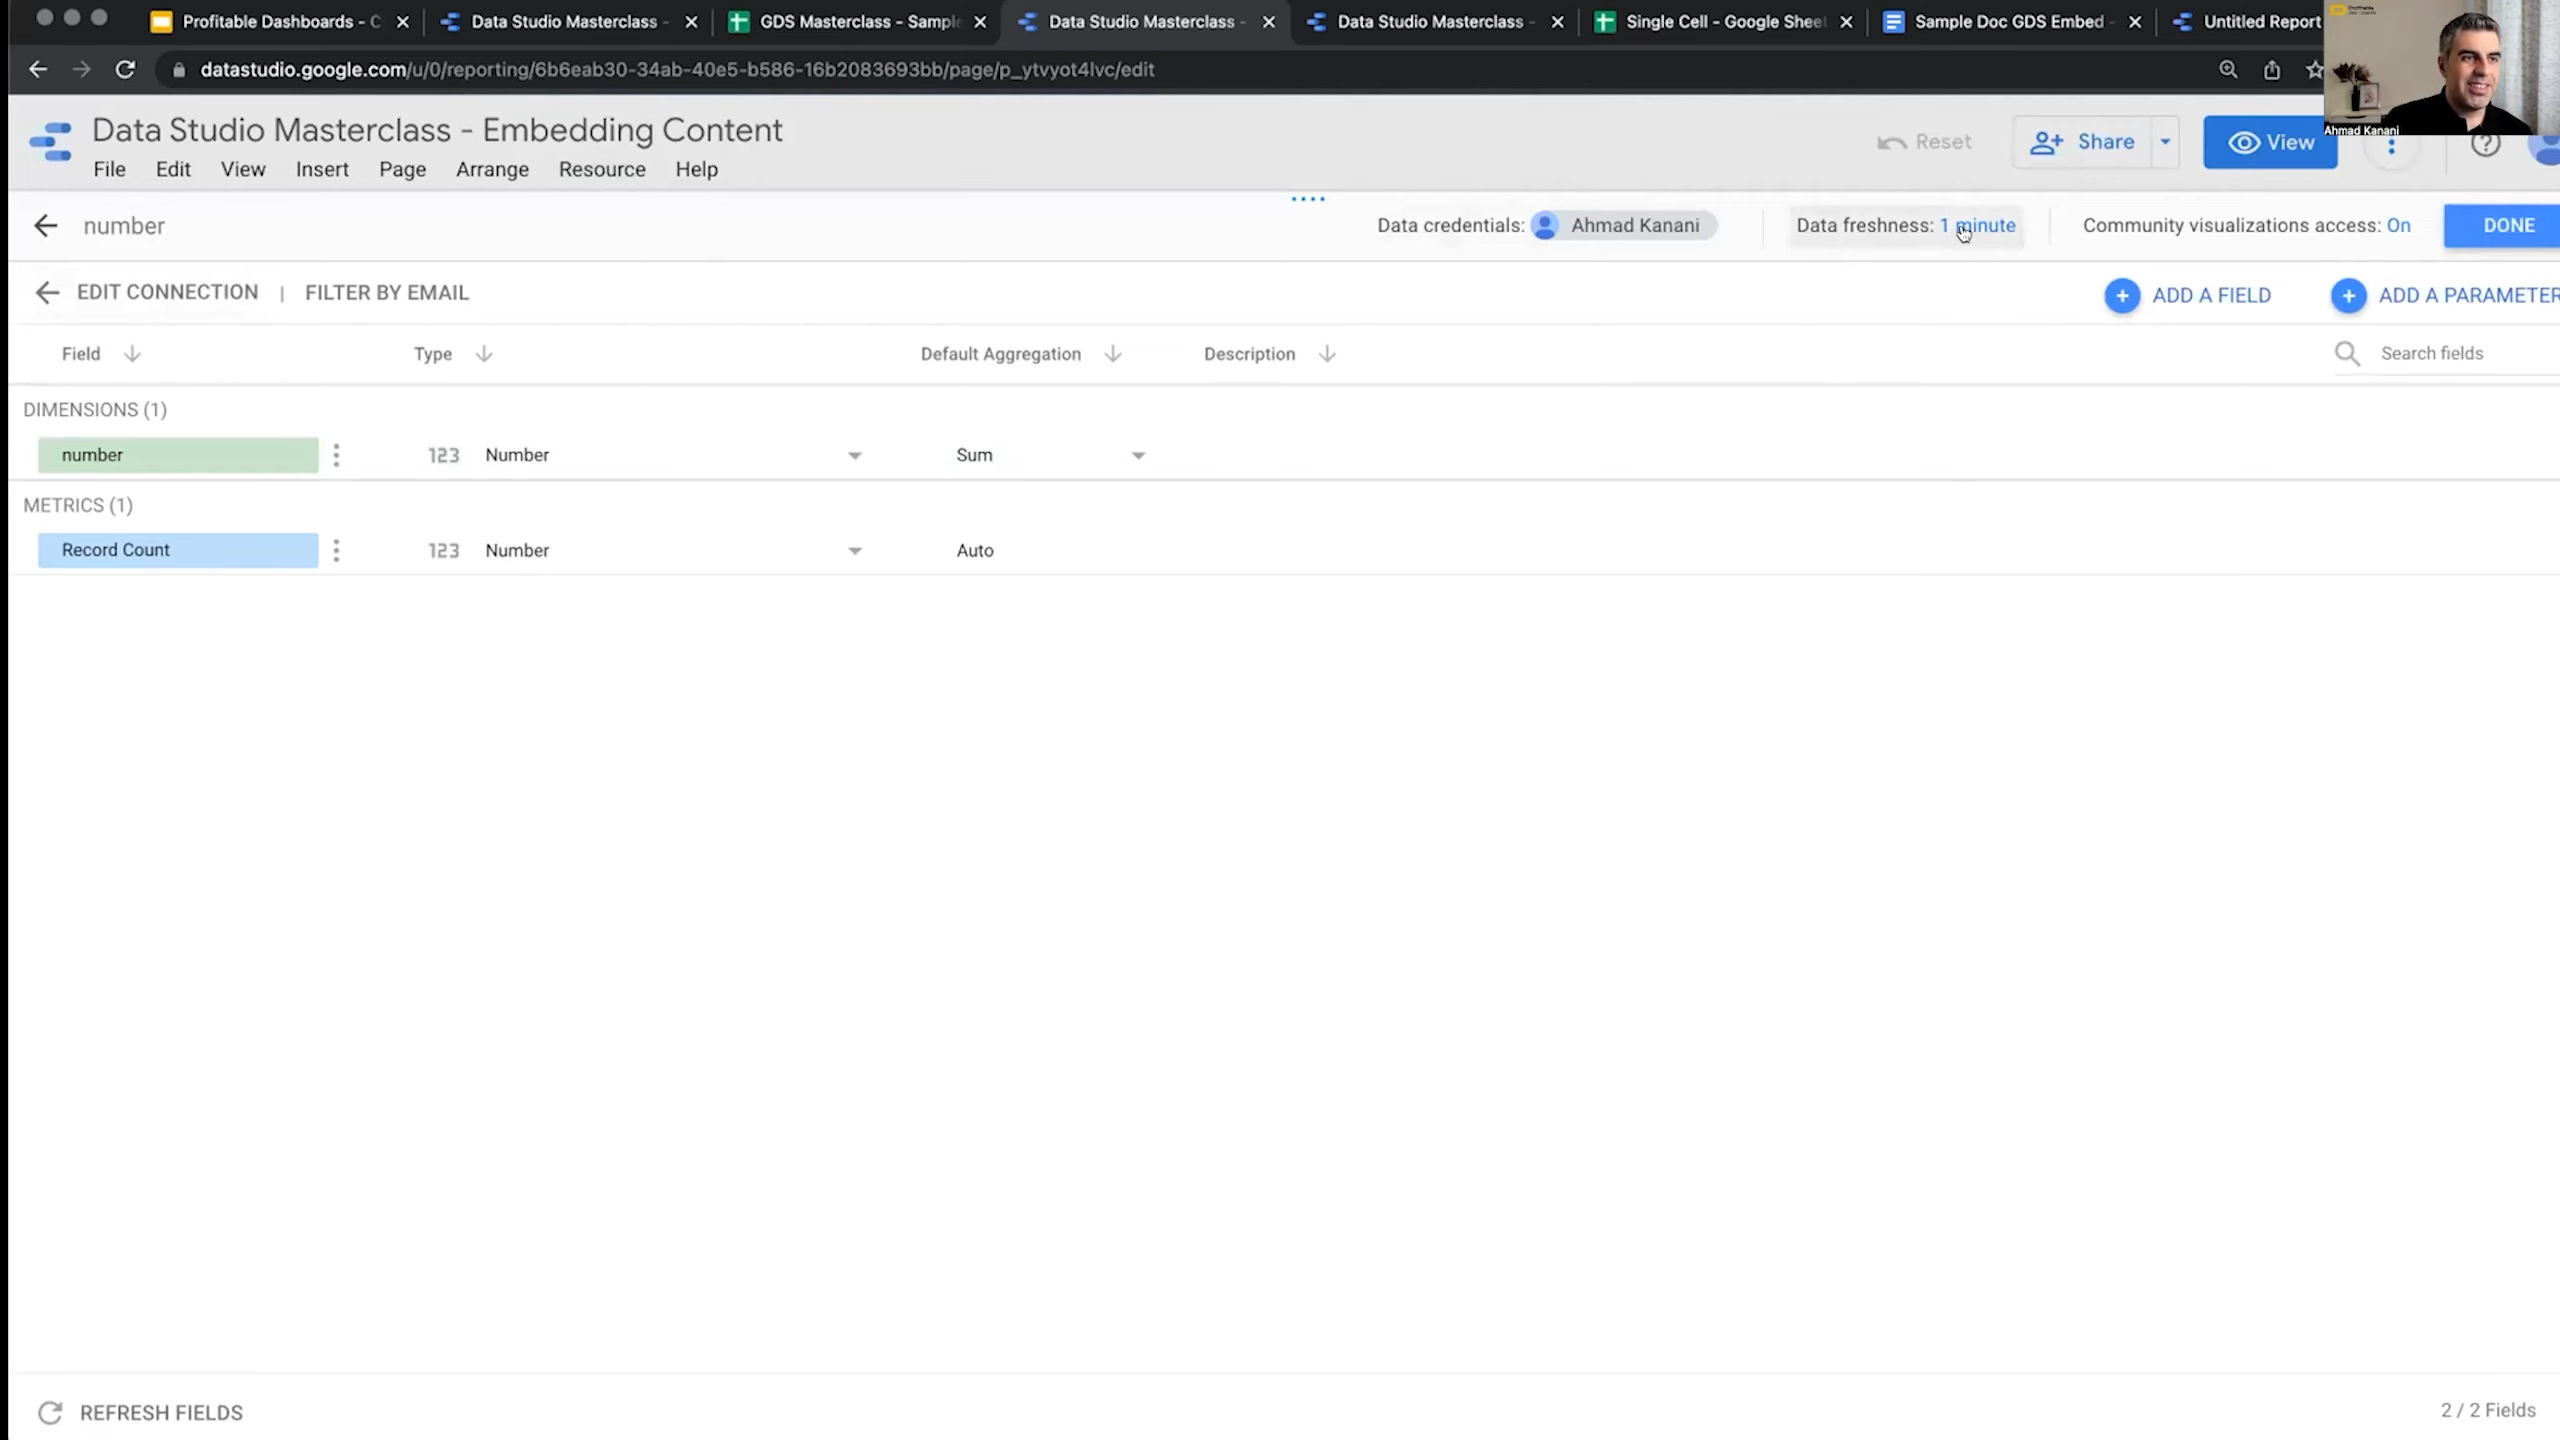 Profitable Dashboards - C
Data Studio Masterclass -
GDS Masterclass - Sample
Data Studio Masterclass -
Data Studio Masterclass -
Single Cell - Google Sheet
Sample Doc GDS Embed -
Untitled Report
datastudio.google.com/u/0/reporting/6b6eab30-34ab-40e5-b586-16b2083693bb/page/p_ytvyot4lvc/edit
Ahmad Kanani
Data Studio Masterclass - Embedding Content
Reset
Share
View
File Edit View Insert Page Arrange Resource Help
number
Data credentials: Ahmad Kanani
Data freshness: 1 minute
Community visualizations access: On
DONE
EDIT CONNECTION | FILTER BY EMAIL
ADD A FIELD
ADD A PARAMETER
Field
Type
Default Aggregation
Description
Search fields
DIMENSIONS (1)
number 123 Number Sum
METRICS (1)
Record Count 123 Number Auto
REFRESH FIELDS
2 / 2 Fields